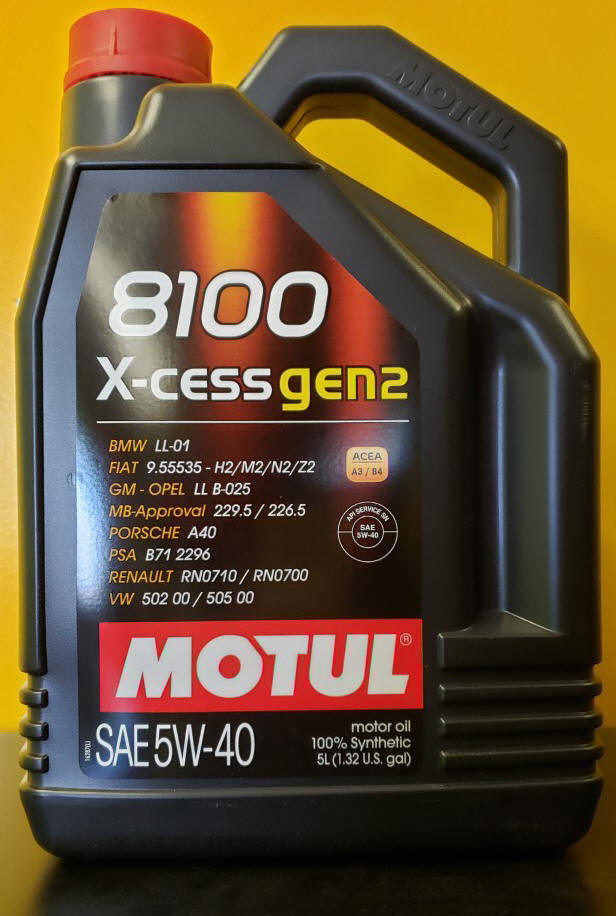 MOTUL
8100
X-cess gen2
BMW LL-01
FIAT 9.55535 - H2/M2/N2/Z2
GM - OPEL LL B-025
MB-Approval 229.5 / 226.5
PORSCHE A40
PSA B71 2296
RENAULT RN0710 / RN0700
VW 502 00 / 505 00
ACEA
A3 / B4
API SERVICE SN
SAE
5W-40
MOTUL®
SAE 5W-40
motor oil
100% Synthetic
5L (1.32 U.S. gal)